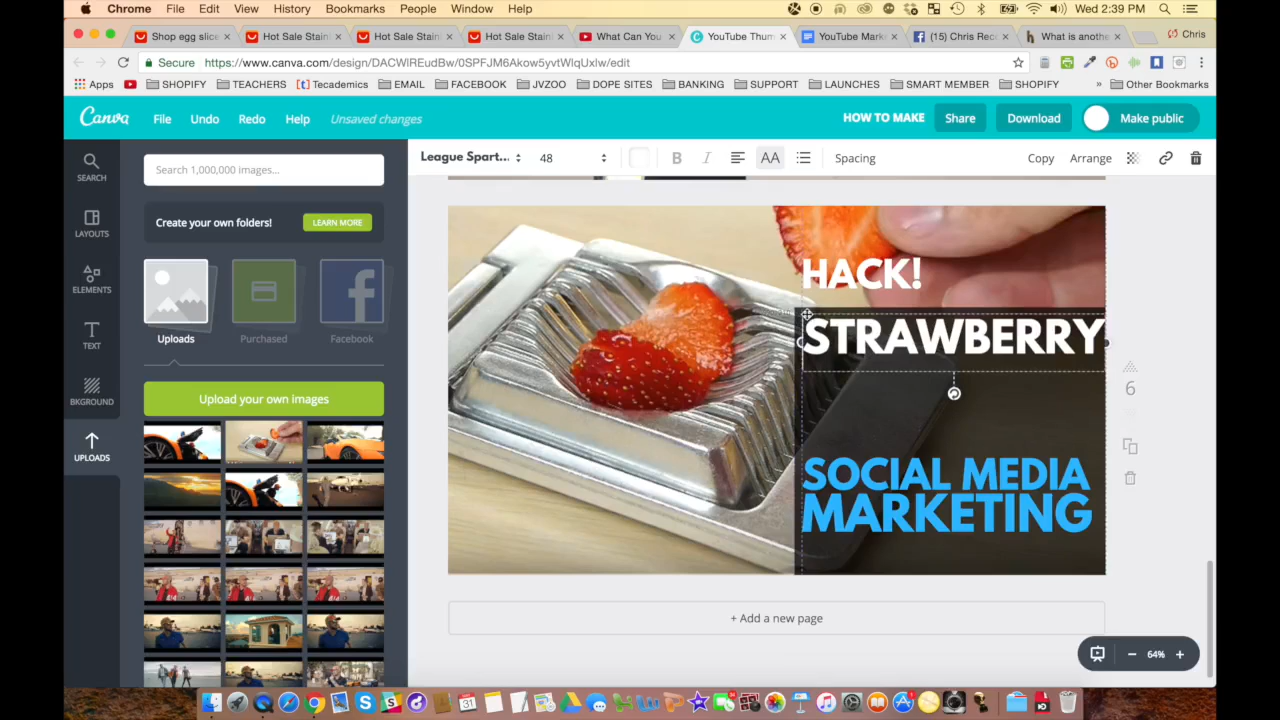 Chrome File Edit View History Bookmarks People Window Help Wed 2:39 PM
Shop egg slice Hot Sale Stain Hot Sale Stain Hot Sale Stain What Can You YouTube Thum YouTube Mark (15) Chris Rec What is anothe Chris
Secure https://www.canva.com/design/DACWIREudBw/0SPFJM6Akow5yvtWlqUxlw/edit
Apps SHOPIFY TEACHERS Tecademics EMAIL FACEBOOK JVZOO DOPE SITES BANKING SUPPORT LAUNCHES SMART MEMBER SHOPIFY » Other Bookmarks
Canva File Undo Redo Help Unsaved changes HOW TO MAKE Share Download Make public
League Spart... 48 B I AA Spacing Copy Arrange
Search 1,000,000 images...
SEARCH
Create your own folders! LEARN MORE
LAYOUTS
ELEMENTS
TEXT
Uploads Purchased Facebook
BKGROUND
Upload your own images
UPLOADS
HACK!
STRAWBERRY
SOCIAL MEDIA
MARKETING
6
+ Add a new page
64%
31